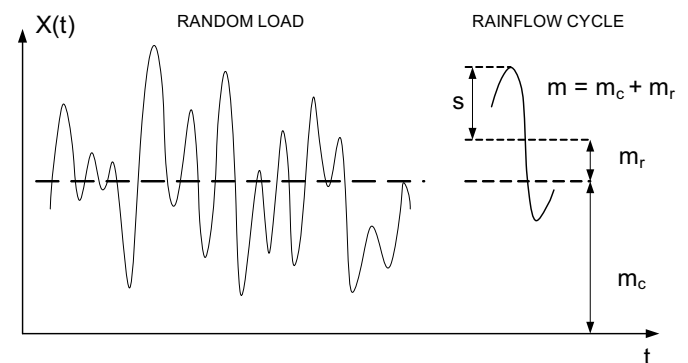 X(t)
RANDOM LOAD
RAINFLOW CYCLE
s
m = m_c + m_r
m_r
m_c
t